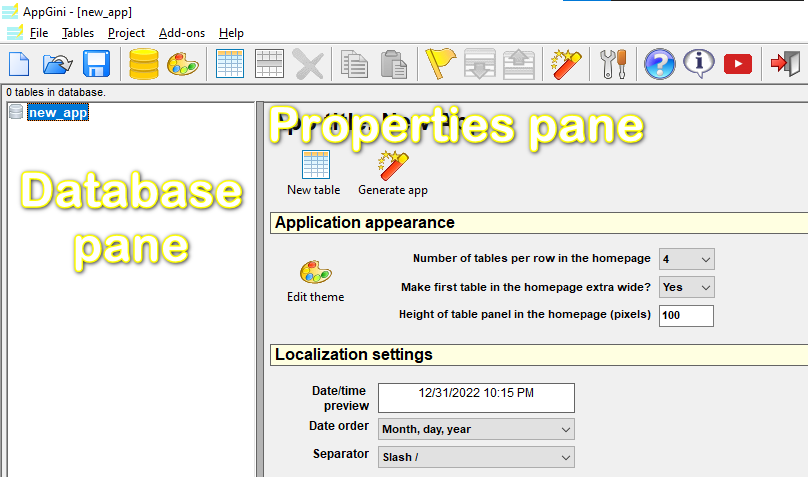 AppGini - [new_app]
File Tables Project Add-ons Help
0 tables in database.
new_app
Properties pane
Database
pane
New table Generate app
Application appearance
Number of tables per row in the homepage 4
Make first table in the homepage extra wide? Yes
Height of table panel in the homepage (pixels) 100
Edit theme
Localization settings
Date/time
preview
12/31/2022 10:15 PM
Date order Month, day, year
Separator Slash /